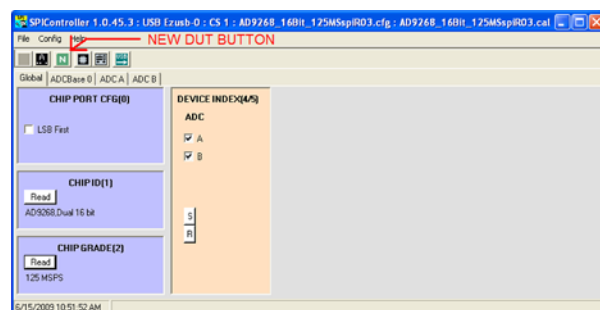 SPIController 1.0.45.3 : USB Ezusb-0 : CS 1 : AD9268_16Bit_125MSspiR03.cfg : AD9268_16Bit_125MSspiR03.cal
File Config Help
NEW DUT BUTTON
A N
Global ADCBase 0 ADC A ADC B
CHIP PORT CFG(0)
LSB First
CHIP ID(1)
Read
AD9268,Dual 16 bit
CHIP GRADE(2)
Read
125 MSPS
DEVICE INDEX(4/5)
ADC
A
B
S
R
6/15/2009 10:51:52 AM